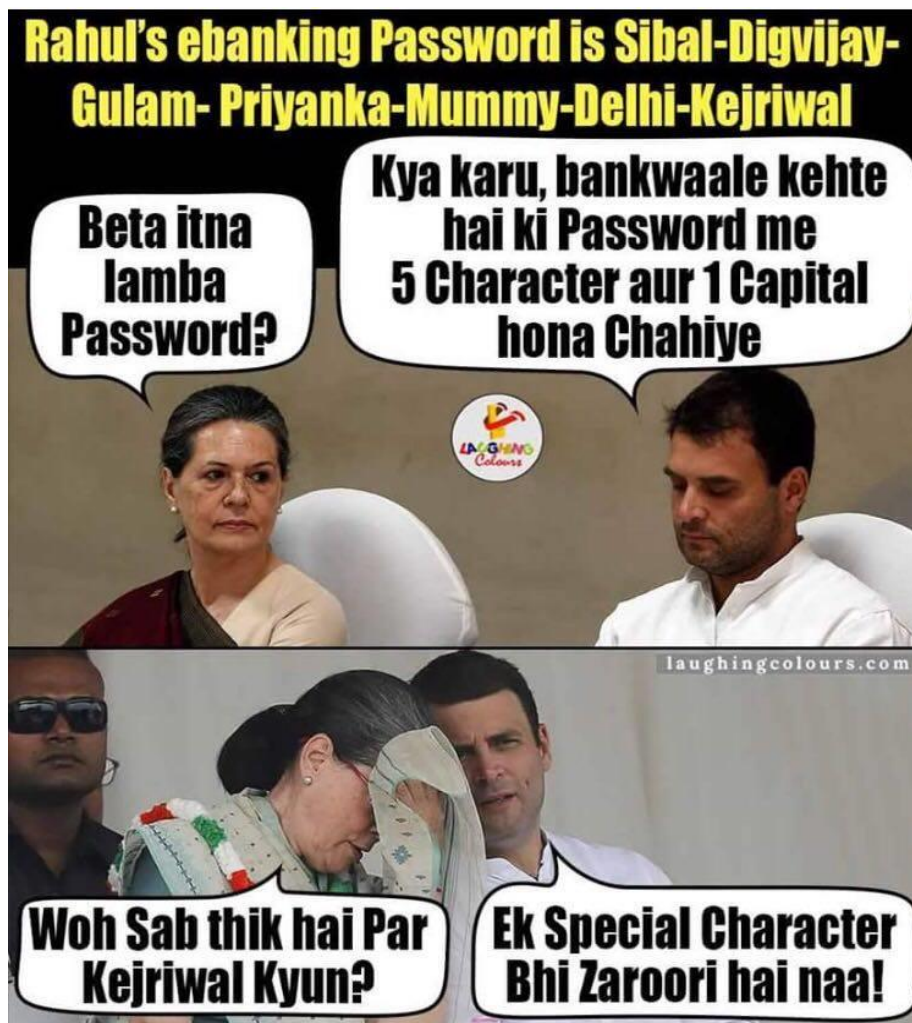 Rahul's ebanking Password is Sibal-Digvijay-
Gulam- Priyanka-Mummy-Delhi-Kejriwal
Beta itna
lamba
Password?
Kya karu, bankwaale kehte
hai ki Password me
5 Character aur 1 Capital
hona Chahiye
LAUGHING
Colours
laughingcolours.com
Woh Sab thik hai Par
Kejriwal Kyun?
Ek Special Character
Bhi Zaroori hai naa!